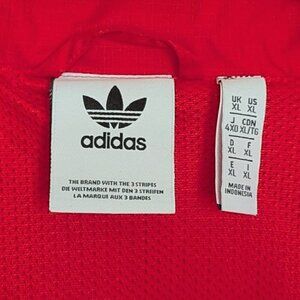 adidas
THE BRAND WITH THE 3 STRIPES
DIE WELTMARKE MIT DEN 3 STREIFEN
LA MARQUE AUX 3 BANDES
UK US
XL XL
J CDN
4XO XL/TG
D F
XL XL
E I
XL XL
MADE IN
INDONESIA